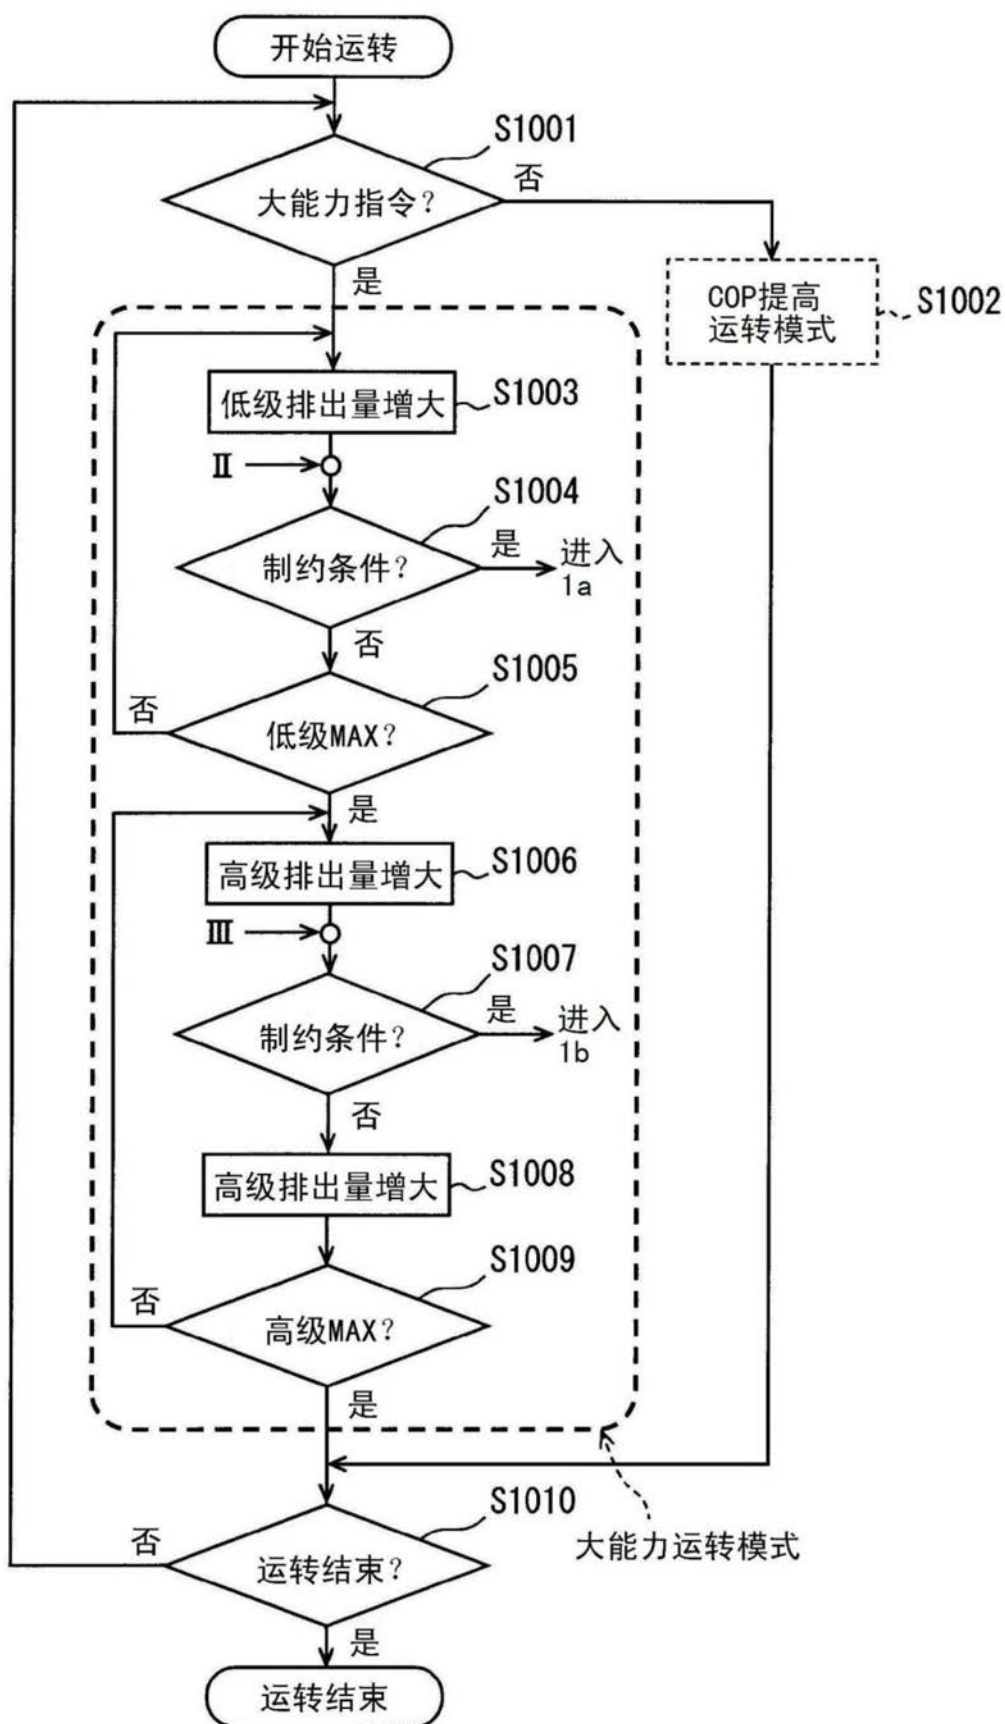 开始运转
S1001
大能力指令？
否
是
COP提高
运转模式
S1002
低级排出量增大
S1003
II
S1004
制约条件？
是
进入
1a
否
S1005
否
低级MAX？
是
高级排出量增大
S1006
III
S1007
制约条件？
是
进入
1b
否
高级排出量增大
S1008
S1009
否
高级MAX？
是
S1010
否
运转结束？
大能力运转模式
是
运转结束